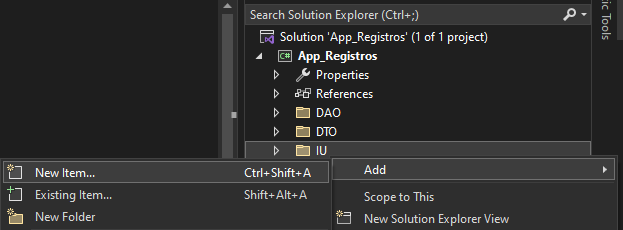 Search Solution Explorer (Ctrl+;)
Solution 'App_Registros' (1 of 1 project)
C# App_Registros
Properties
References
DAO
DTO
IU
New Item... Ctrl+Shift+A
Existing Item... Shift+Alt+A
New Folder
Add
Scope to This
New Solution Explorer View
ic Tools